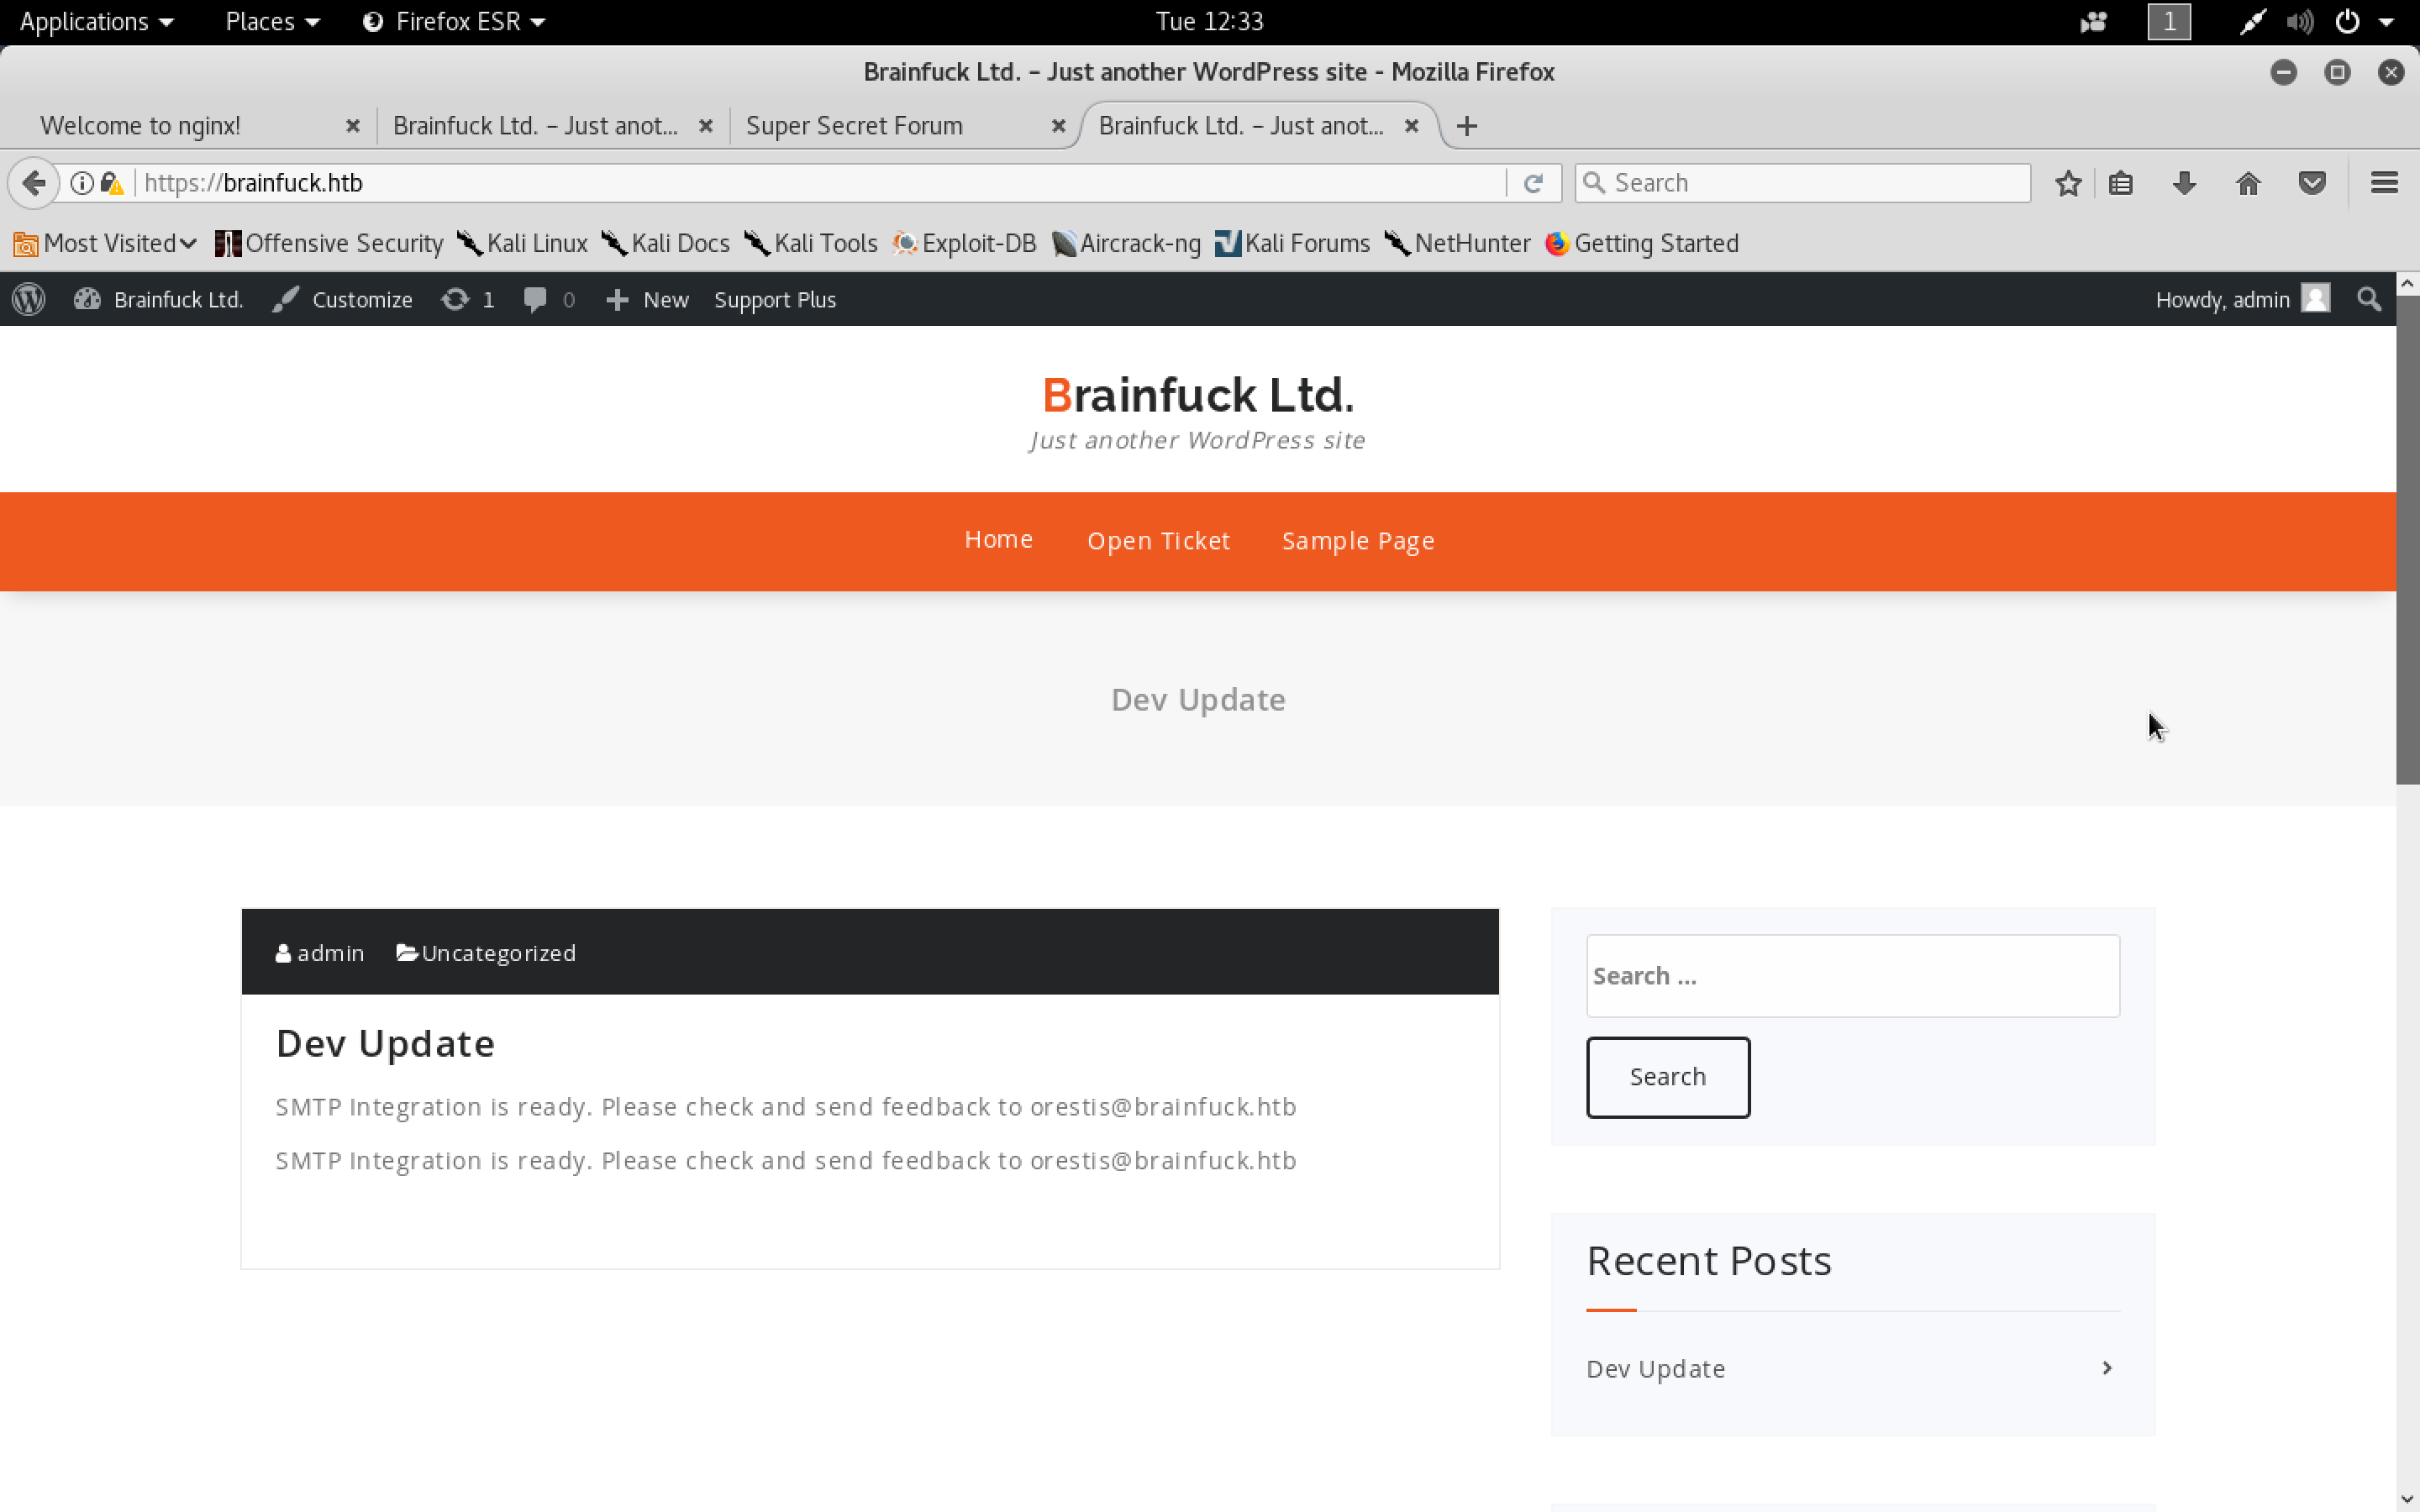 Applications Places Firefox ESR Tue 12:33 1
Brainfuck Ltd. – Just another WordPress site - Mozilla Firefox
Welcome to nginx! Brainfuck Ltd. – Just anot... Super Secret Forum Brainfuck Ltd. – Just anot...
https://brainfuck.htb Search
Most Visited Offensive Security Kali Linux Kali Docs Kali Tools Exploit-DB Aircrack-ng Kali Forums NetHunter Getting Started
Brainfuck Ltd. Customize 1 0 New Support Plus Howdy, admin
Brainfuck Ltd.
Just another WordPress site
Home Open Ticket Sample Page
Dev Update
admin Uncategorized
Dev Update
SMTP Integration is ready. Please check and send feedback to orestis@brainfuck.htb
SMTP Integration is ready. Please check and send feedback to orestis@brainfuck.htb
Search ...
Search
Recent Posts
Dev Update